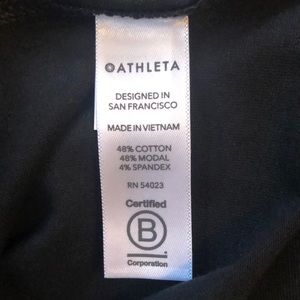 ATHLETA
DESIGNED IN
SAN FRANCISCO
MADE IN VIETNAM
48% COTTON
48% MODAL
4% SPANDEX
RN 54023
Certified
B
Corporation